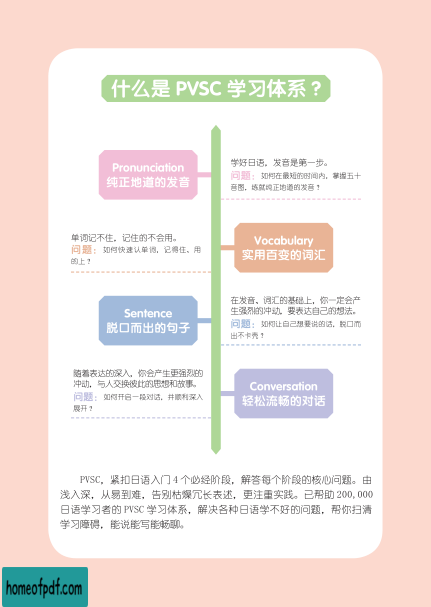 什么是 PVSC 学习体系？
Pronunciation
纯正地道的发音
学好日语，发音是第一步。
问题：如何在最短的时间内，掌握五十
音图，练就纯正地道的发音？
单词记不住，记住的不会用。
问题：如何快速认单词，记得住，用
的上？
Vocabulary
实用百变的词汇
Sentence
脱口而出的句子
在发音、词汇的基础上，你一定会产
生强烈的冲动，要表达自己的想法。
问题：如何让自己想要说的话，脱口而
出不卡壳？
随着表达的深入，你会产生更强烈的
冲动，与人交换彼此的思想和故事。
问题：如何开启一段对话，并顺利深入
展开？
Conversation
轻松流畅的对话
PVSC，紧扣日语入门 4 个必经阶段，解答每个阶段的核心问题。由
浅入深，从易到难，告别枯燥冗长表述，更注重实践。已帮助 200,000
日语学习者的 PVSC 学习体系，解决各种日语学不好的问题，帮你扫清
学习障碍，能说能写能畅聊。
homeofpdf.com